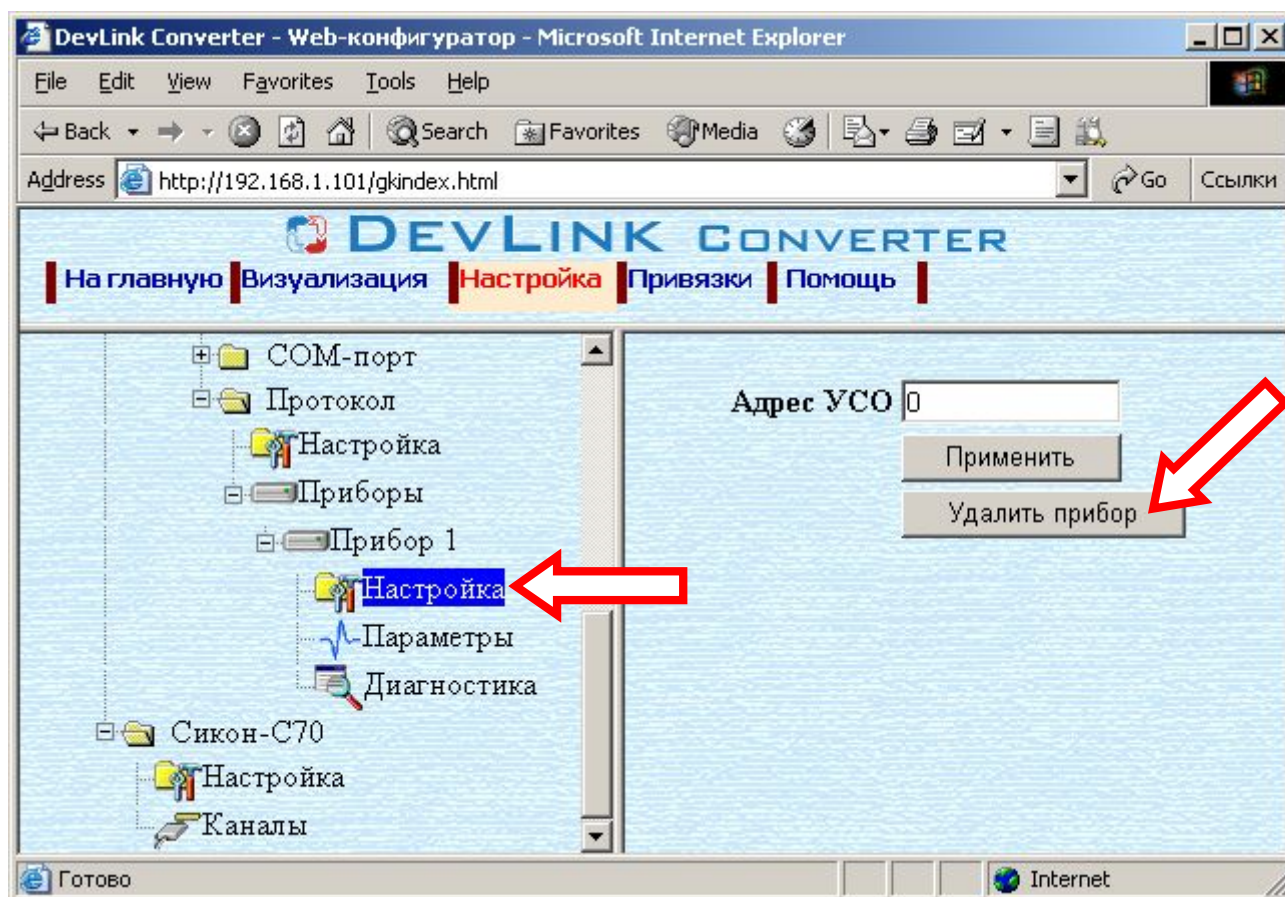 DevLink Converter - Web-конфигуратор - Microsoft Internet Explorer
File Edit View Favorites Tools Help
Back Search Favorites Media
Address http://192.168.1.101/gkindex.html Go Ссылки
DEVLINK CONVERTER
На главную Визуализация Настройка Привязки Помощь
COM-порт
Протокол
Настройка
Приборы
Прибор 1
Настройка
Параметры
Диагностика
Сикон-С70
Настройка
Каналы
Адрес УСО 0
Применить
Удалить прибор
Готово Internet